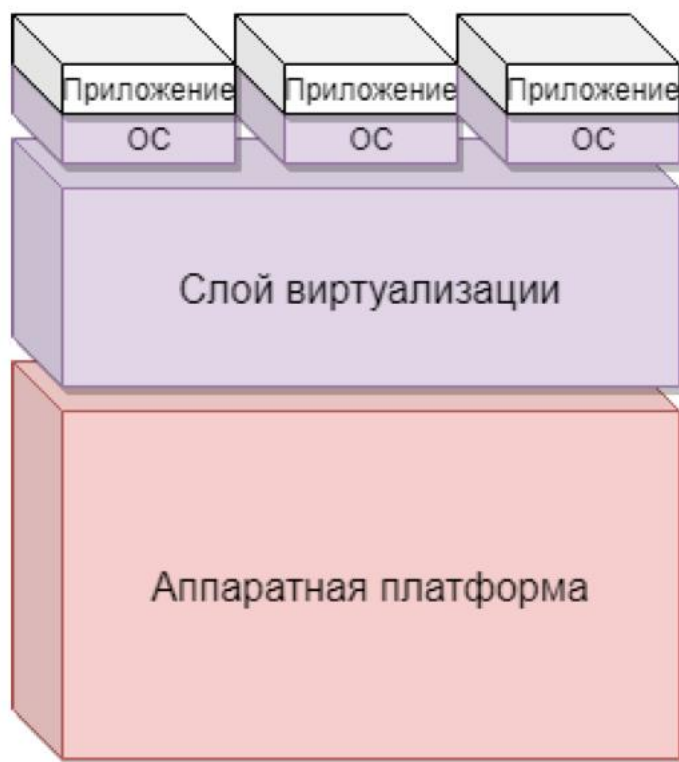 Приложение Приложение Приложение
ОС ОС ОС
Слой виртуализации
Аппаратная платформа